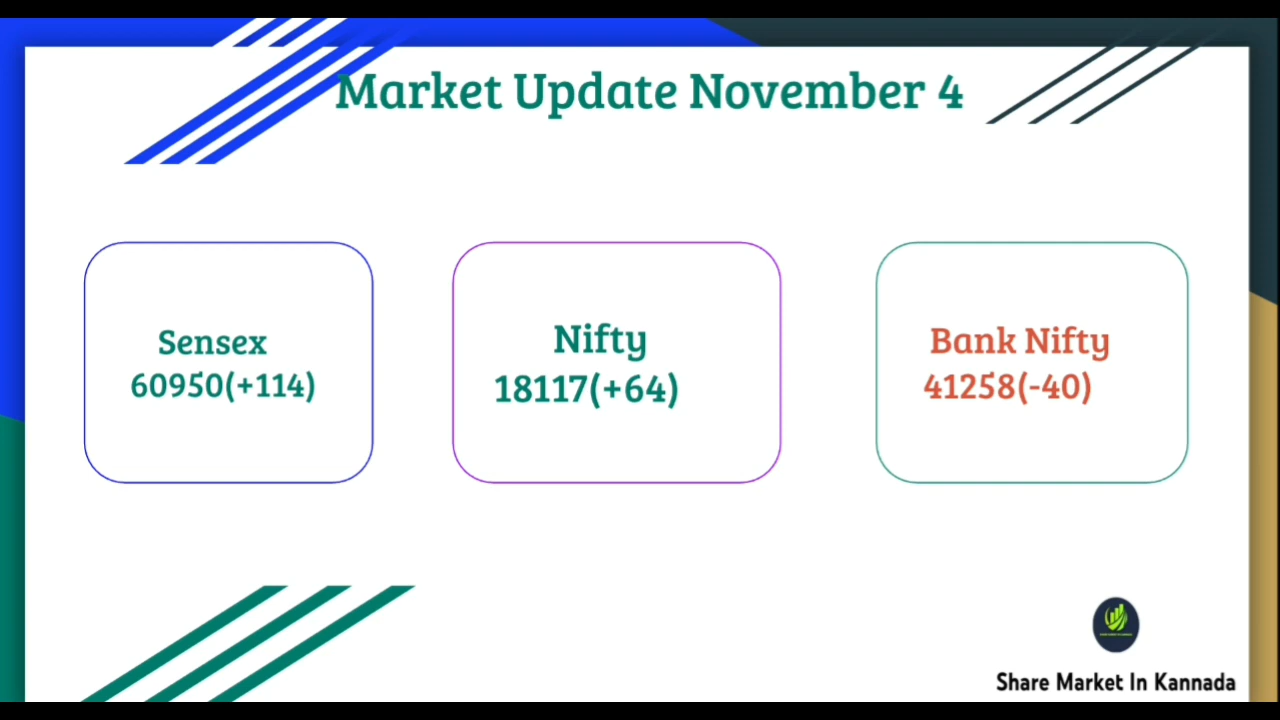 Market Update November 4
Sensex
60950(+114)
Nifty
18117(+64)
Bank Nifty
41258(-40)
Share Market In Kannada